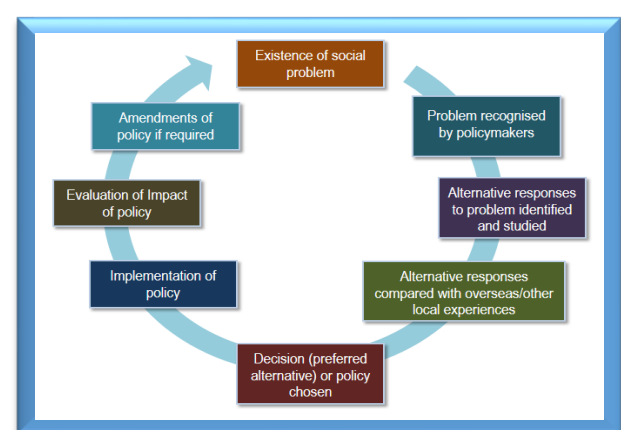 Existence of social
problem
Problem recognised
by policymakers
Alternative responses
to problem identified
and studied
Alternative responses
compared with overseas/other
local experiences
Decision (preferred
alternative) or policy
chosen
Implementation of
policy
Evaluation of Impact
of policy
Amendments of
policy if required